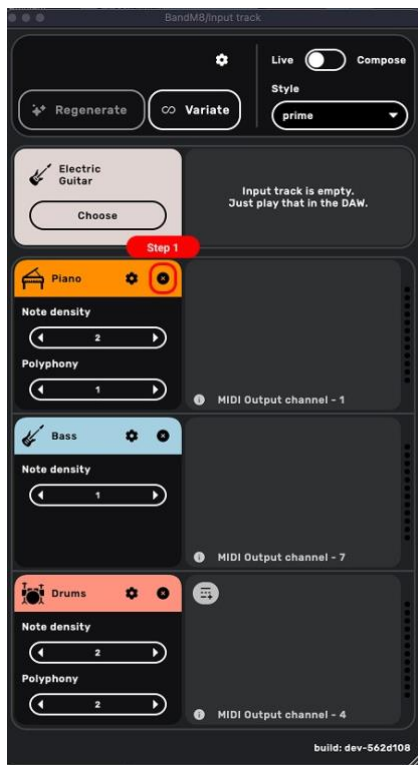 BandM8/Input track
Live
Compose
Style
Regenerate
Variate
prime
Electric
Guitar
Choose
Input track is empty.
Just play that in the DAW.
Step 1
Piano
Note density
2
Polyphony
1
MIDI Output channel - 1
Bass
Note density
1
MIDI Output channel - 7
Drums
Note density
2
Polyphony
2
MIDI Output channel - 4
build: dev-562d108